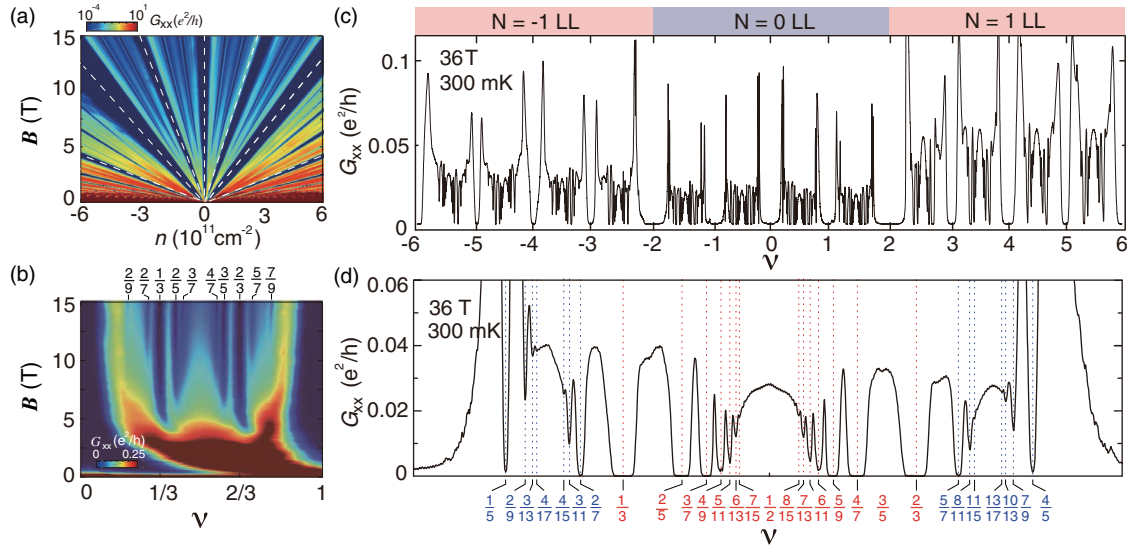 (a)
10⁻⁴ 10¹ Gxx(e²/h)
15
10
5
0
B (T)
-6 -3 0 3 6
n (10¹¹cm⁻²)
(b)
2/9 2/7 1/3 2/5 3/7 4/7 3/5 2/3 5/7 7/9
15
10
5
0
B (T)
Gxx(e²/h)
0 0.25
0 1/3 2/3 1
ν
(c)
N = -1 LL N = 0 LL N = 1 LL
36T
300 mK
0.1
0.05
0
Gxx (e²/h)
-6 -5 -4 -3 -2 -1 0 1 2 3 4 5 6
ν
(d)
36 T
300 mK
0.06
0.04
0.02
0
Gxx (e²/h)
1/5 2/9 3/13 4/17 4/15 3/11 2/7 1/3 2/5 3/7 4/9 5/11 6/13 7/15 1/2 8/15 7/13 6/11 5/9 4/7 3/5 2/3 5/7 8/11 11/15 13/17 10/13 7/9 4/5
ν